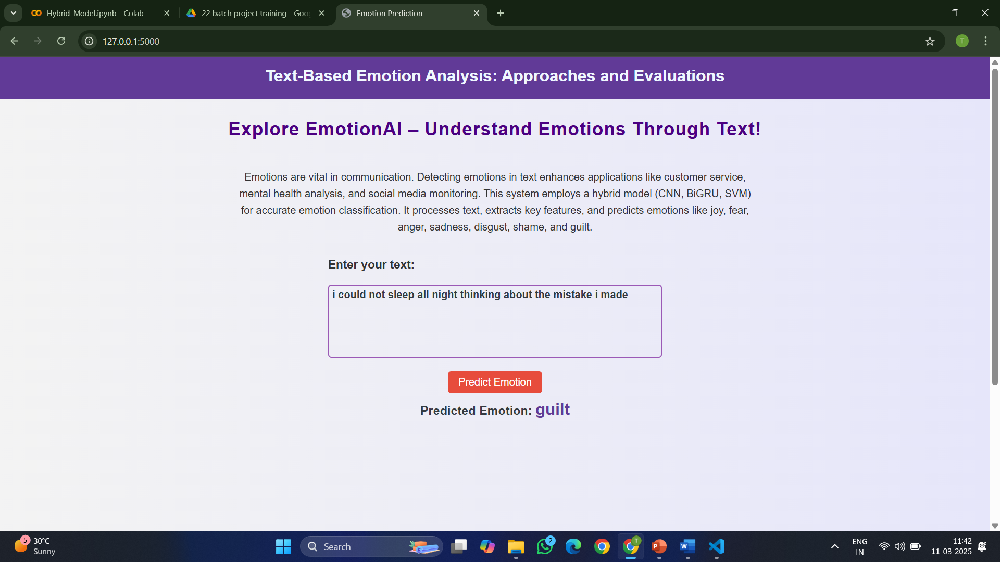 Hybrid_Model.ipynb - Colab
22 batch project training - Goo
Emotion Prediction
127.0.0.1:5000
T
Text-Based Emotion Analysis: Approaches and Evaluations
Explore EmotionAI – Understand Emotions Through Text!
Emotions are vital in communication. Detecting emotions in text enhances applications like customer service,
mental health analysis, and social media monitoring. This system employs a hybrid model (CNN, BiGRU, SVM)
for accurate emotion classification. It processes text, extracts key features, and predicts emotions like joy, fear,
anger, sadness, disgust, shame, and guilt.
Enter your text:
i could not sleep all night thinking about the mistake i made
Predict Emotion
Predicted Emotion: guilt
5
30°C
Sunny
Search
2
T
P
W
ENG
IN
11:42
11-03-2025